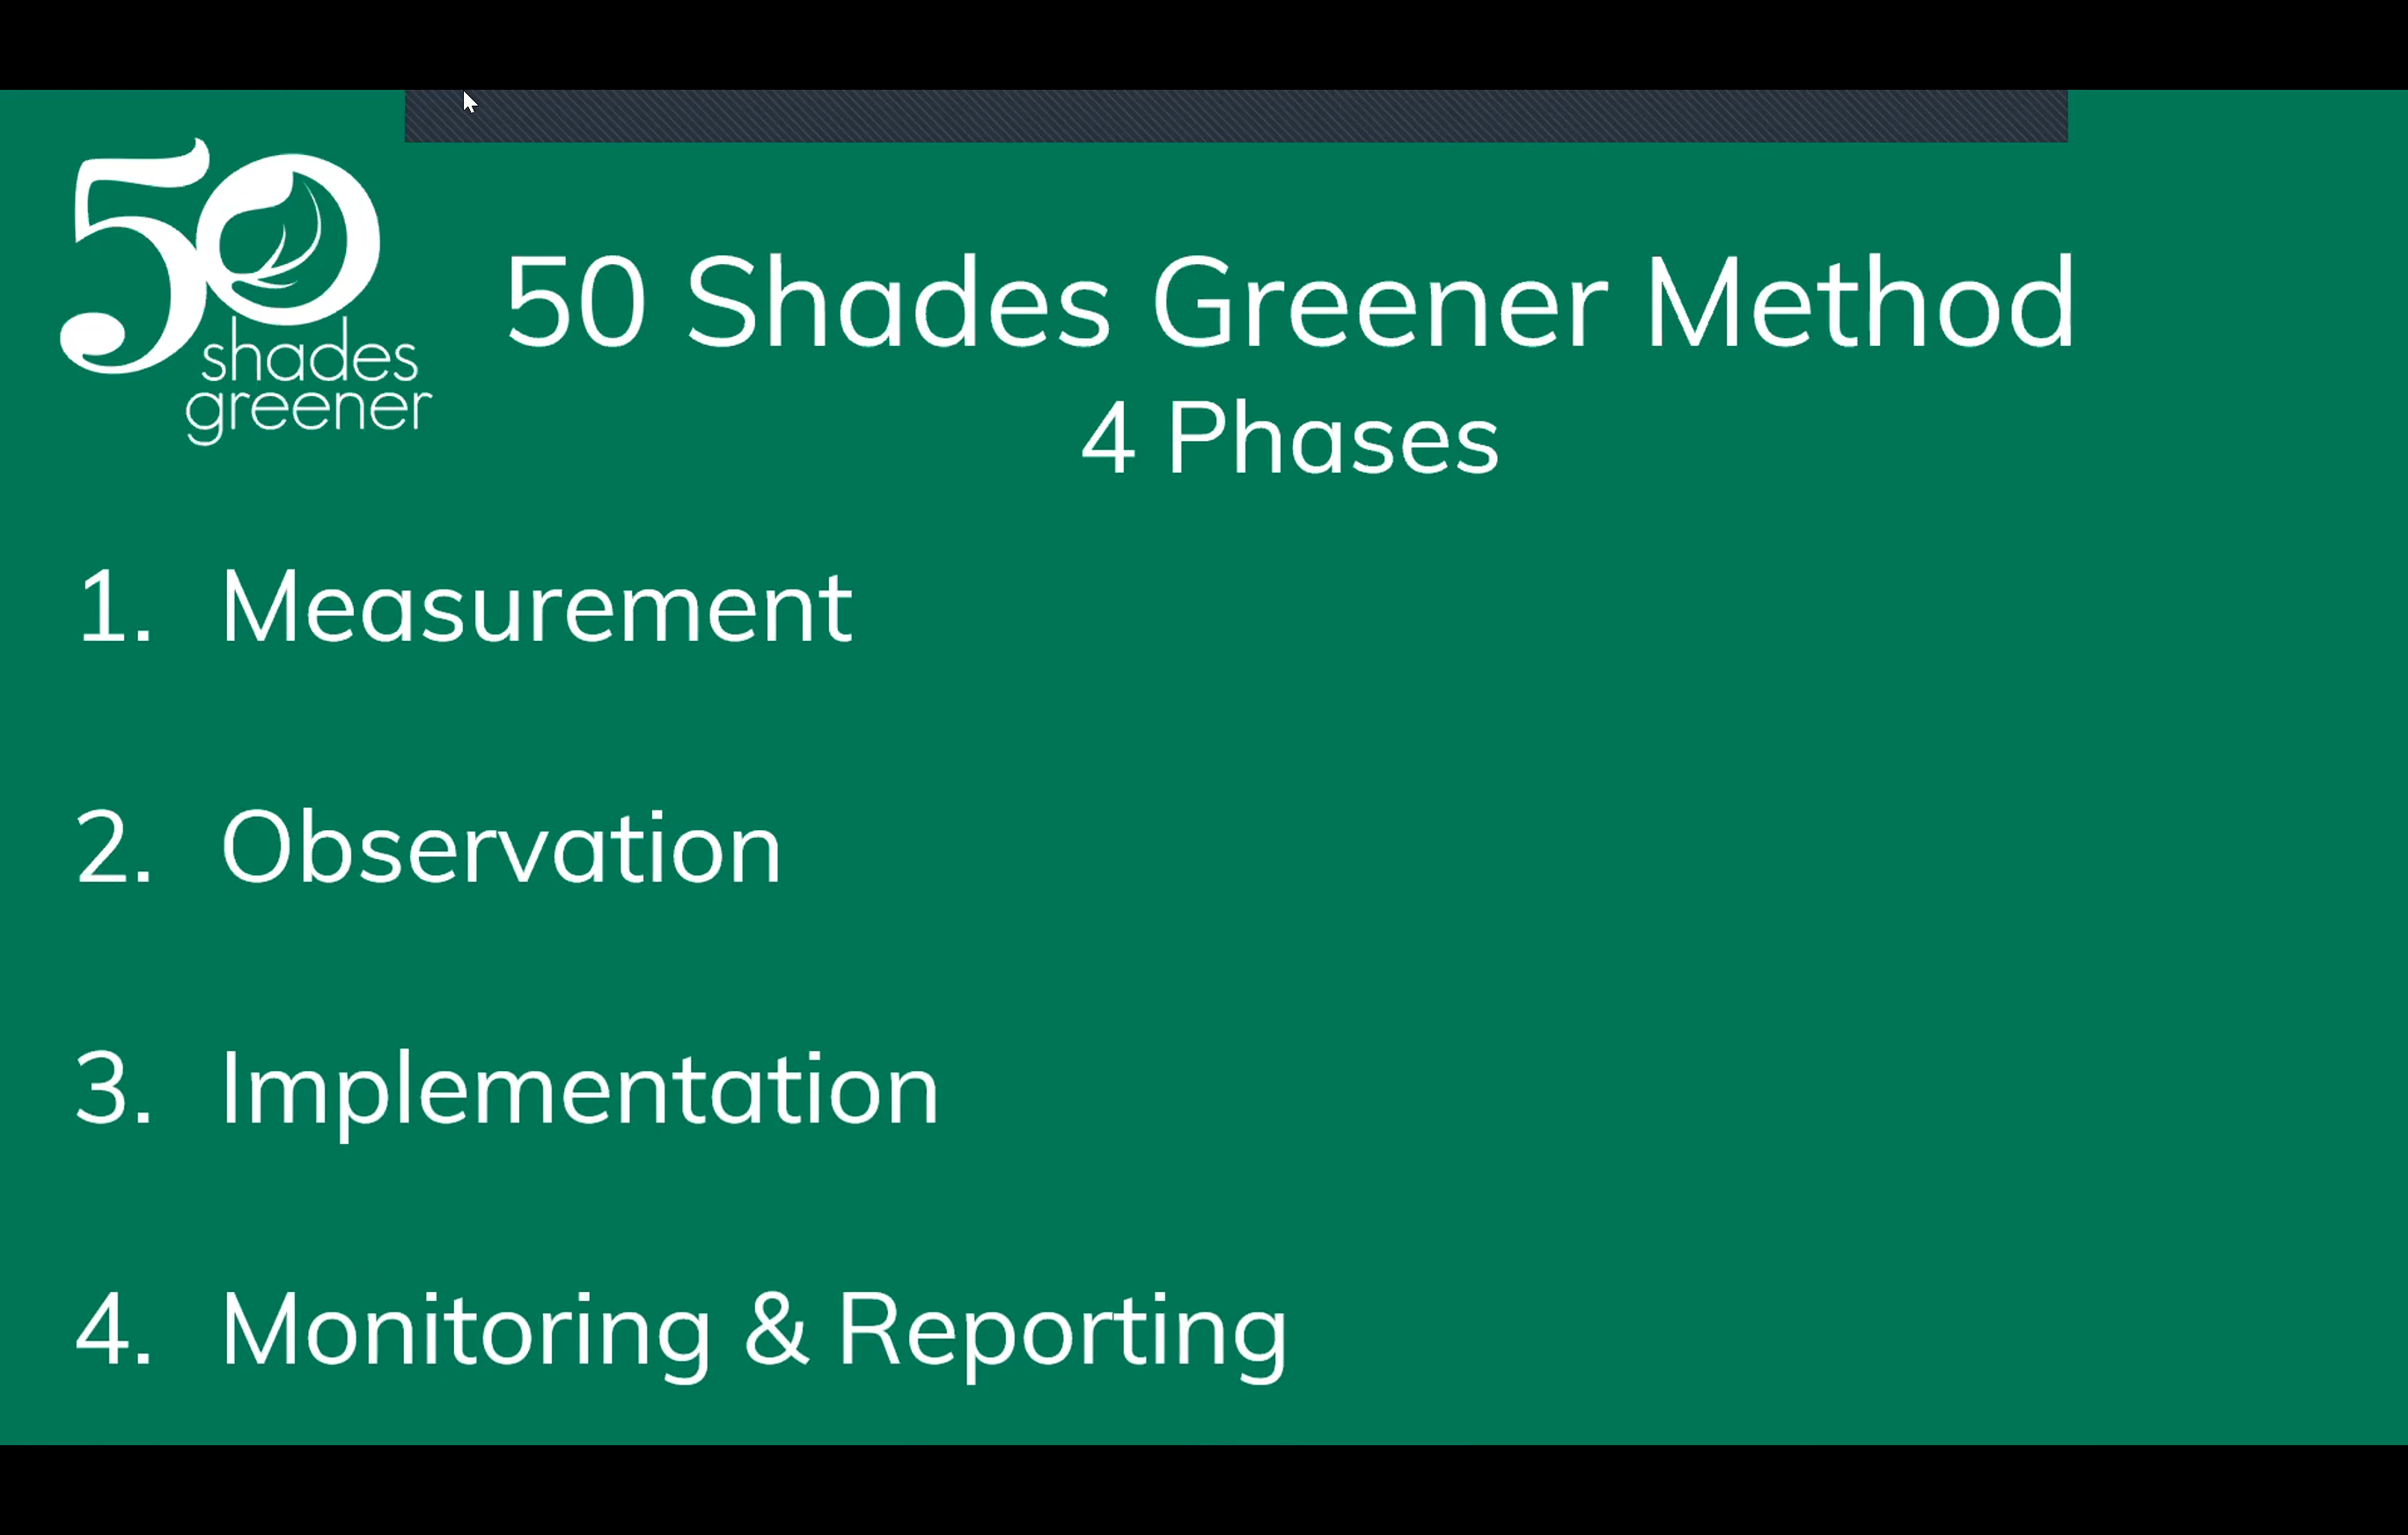 50
shades
greener
50 Shades Greener Method
4 Phases
1. Measurement
2. Observation
3. Implementation
4. Monitoring & Reporting